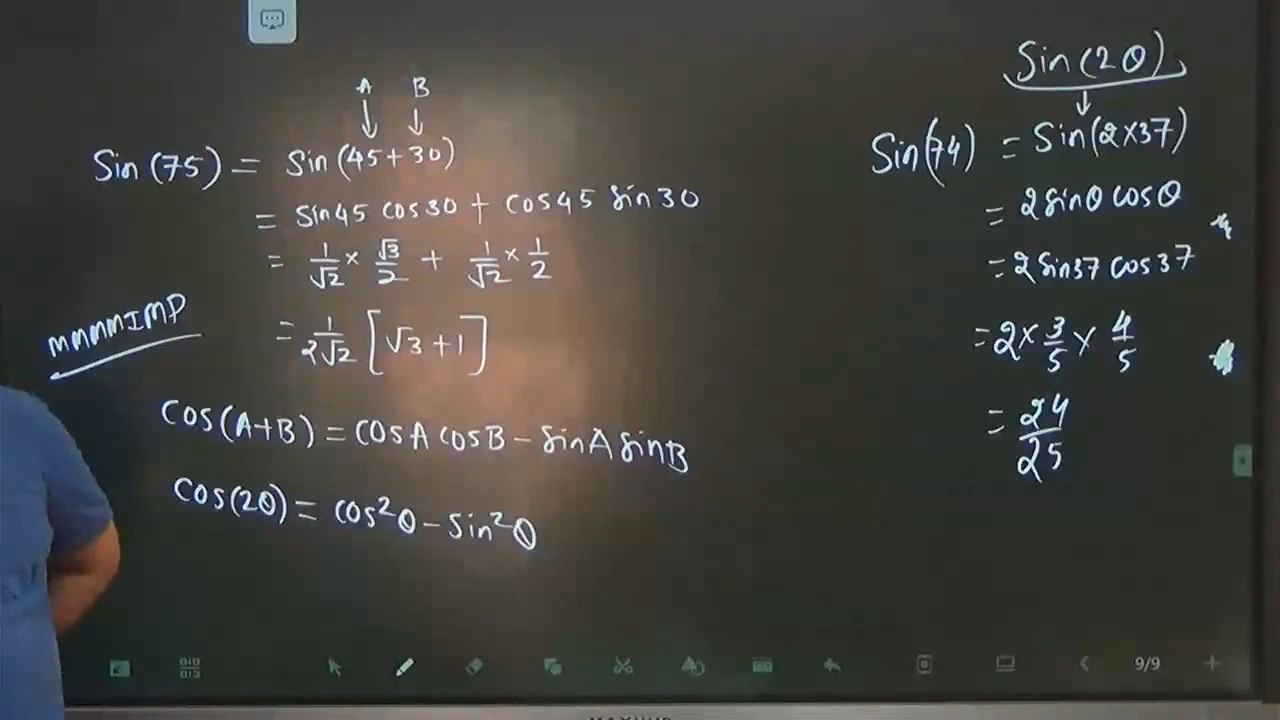 A B
Sin (75) = Sin (45+30)
= Sin45 cos30 + cos45 Sin30
= 1/√2 × √3/2 + 1/√2 × 1/2
= 1/2√2 [√3+1]
MMMMIMP
Cos(A+B) = cosA cosB - SinA SinB
Cos(2θ) = cos²θ - Sin²θ
Sin(2θ)
Sin(74) = Sin(2×37)
= 2sinθ cosθ
= 2sin37 cos37
= 2 × 3/5 × 4/5
= 24/25
9/9